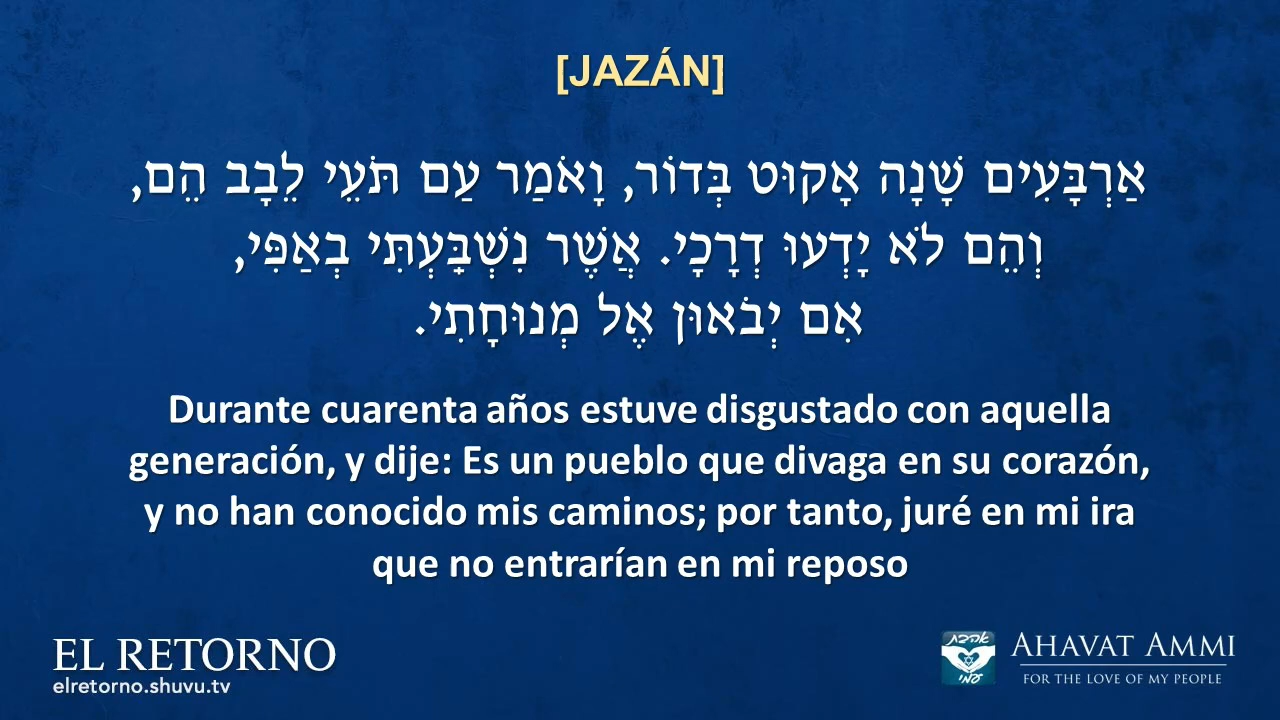 [JAZÁN]
אַרְבָּעִים שָׁנָה אָקוּט בְּדוֹר, וָאֹמַר עַם תֹּעֵי לֵבָב הֵם,
וְהֵם לֹא יָדְעוּ דְרָכָי. אֲשֶׁר נִשְׁבַּעְתִּי בְאַפִּי,
אִם יְבֹאוּן אֶל מְנוּחָתִי.
Durante cuarenta años estuve disgustado con aquella
generación, y dije: Es un pueblo que divaga en su corazón,
y no han conocido mis caminos; por tanto, juré en mi ira
que no entrarían en mi reposo
EL RETORNO
elretorno.shuvu.tv
אהבת
עמי
AHAVAT AMMI
FOR THE LOVE OF MY PEOPLE